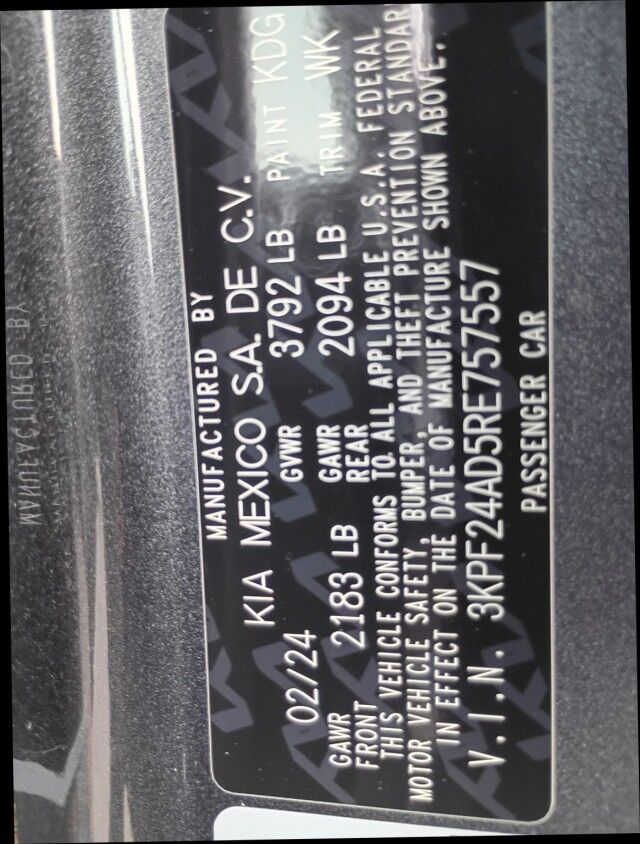 MANUFACTURED BY
KIA MEXICO S.A. DE C.V.
02/24 GVWR 3792 LB PAINT KDG
GAWR FRONT 2183 LB GAWR REAR 2094 LB TRIM WK
THIS VEHICLE CONFORMS TO ALL APPLICABLE U.S.A. FEDERAL
MOTOR VEHICLE SAFETY, BUMPER, AND THEFT PREVENTION STANDAR
IN EFFECT ON THE DATE OF MANUFACTURE SHOWN ABOVE.
V.I.N. 3KPF24AD5RE757557
PASSENGER CAR
MANUFACTURED BY